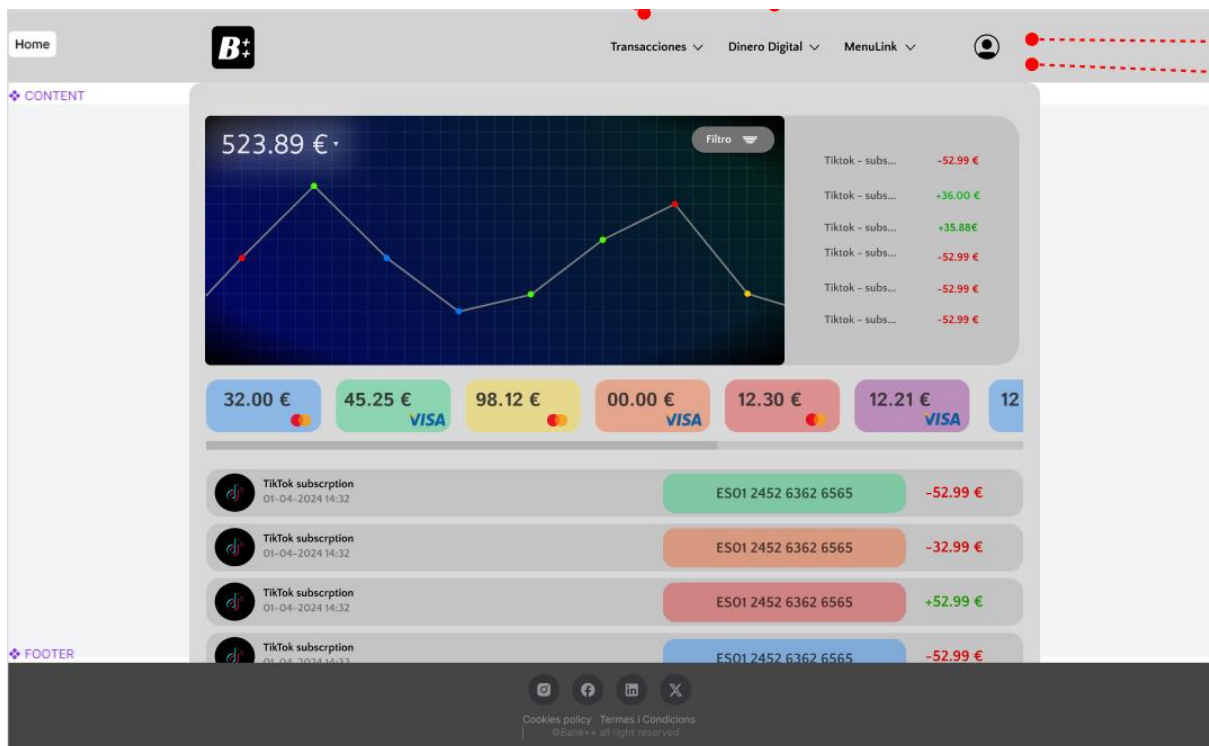 Home
B++
Transacciones
Dinero Digital
MenuLink
CONTENT
523.89 €
Filtro
Tiktok - subs... -52.99 €
Tiktok - subs... +36.00 €
Tiktok - subs... +35.88€
Tiktok - subs... -52.99 €
Tiktok - subs... -52.99 €
Tiktok - subs... -52.99 €
32.00 €
45.25 € VISA
98.12 €
00.00 € VISA
12.30 €
12.21 € VISA
12
TikTok subscrption
01-04-2024 14:32
ES01 2452 6362 6565 -52.99 €
TikTok subscrption
01-04-2024 14:32
ES01 2452 6362 6565 -32.99 €
TikTok subscrption
01-04-2024 14:32
ES01 2452 6362 6565 +52.99 €
FOOTER
TikTok subscrption
01-04-2024 14:32
ES01 2452 6362 6565 -52.99 €
Cookies policy Termes i Condicions
©Bank++ all right reserved